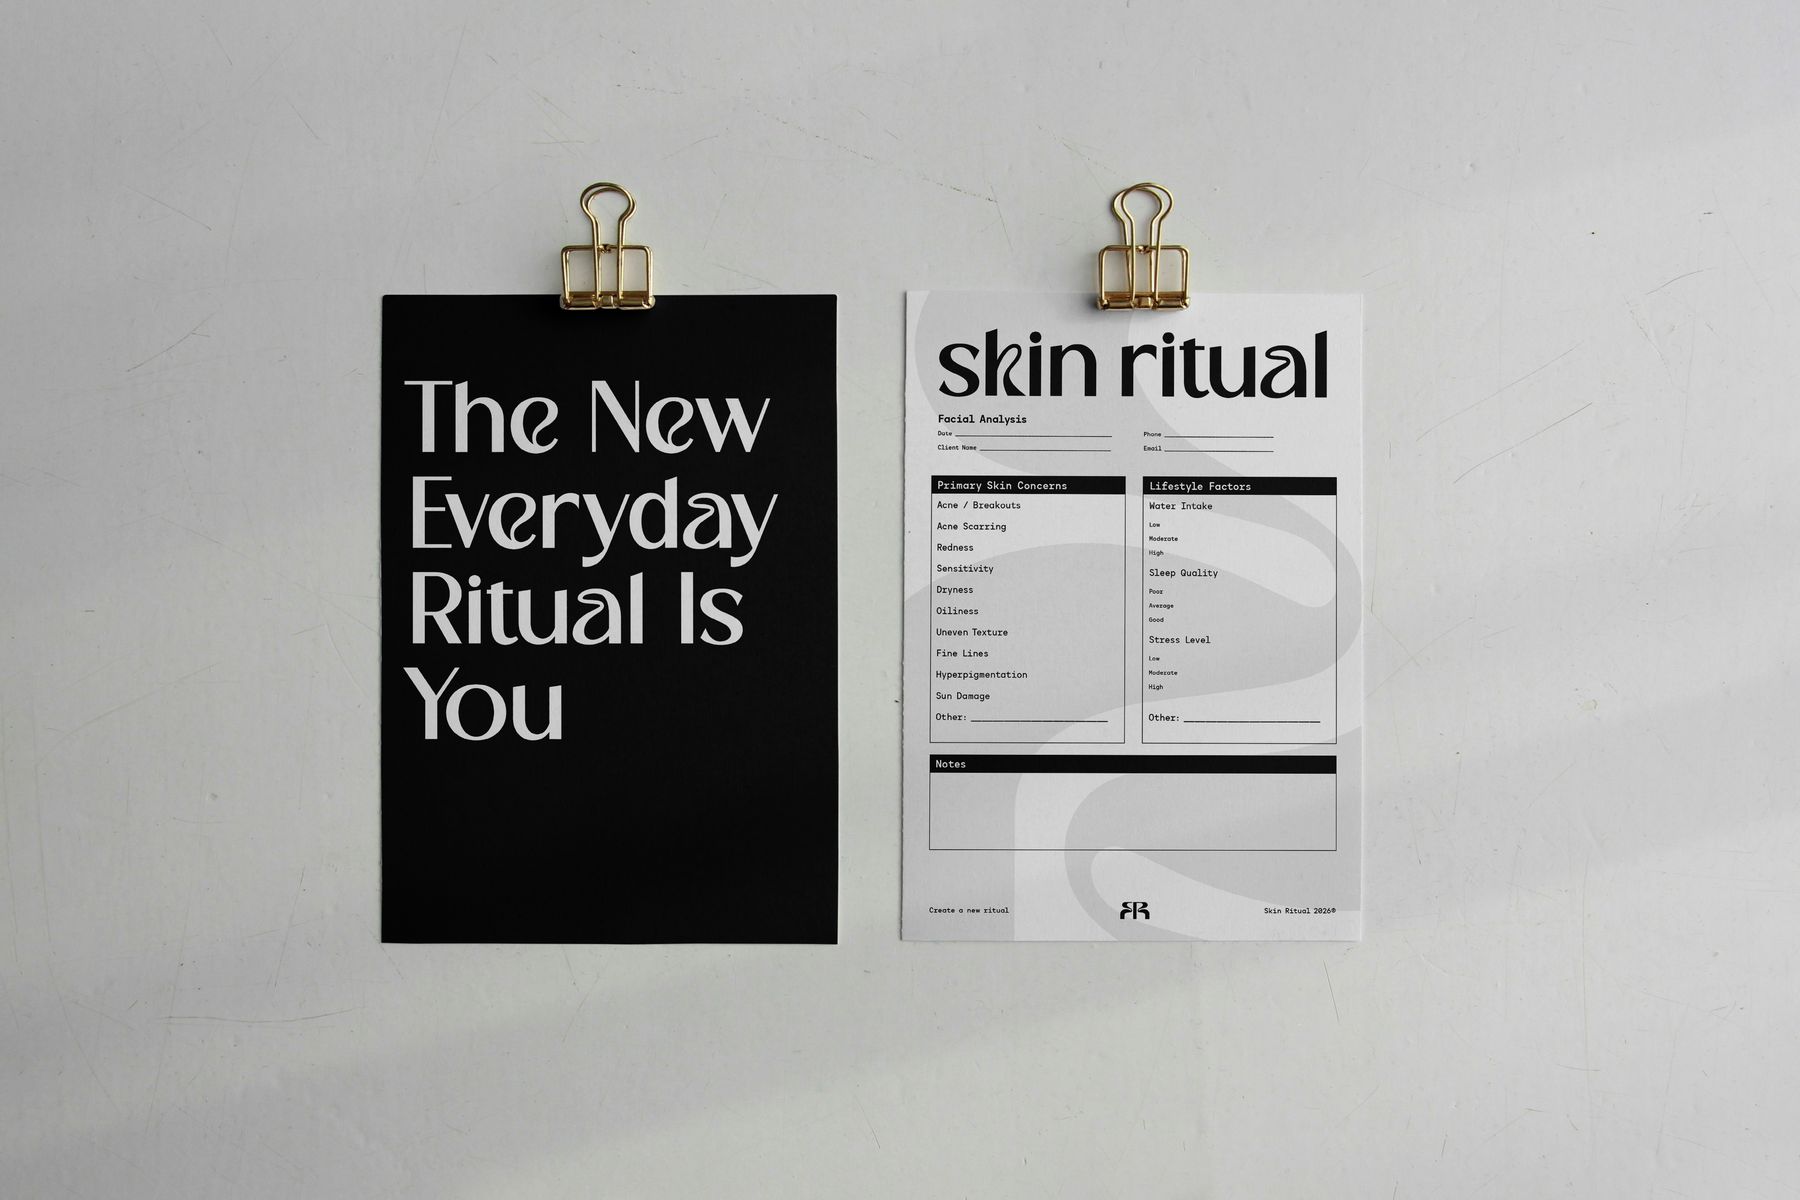 The New
Everyday
Ritual Is
You
skin ritual
Facial Analysis
Date
Phone
Client Name
Email
Primary Skin Concerns
Acne / Breakouts
Acne Scarring
Redness
Sensitivity
Dryness
Oiliness
Uneven Texture
Fine Lines
Hyperpigmentation
Sun Damage
Other:
Lifestyle Factors
Water Intake
Low
Moderate
High
Sleep Quality
Poor
Average
Good
Stress Level
Low
Moderate
High
Other:
Notes
Create a new ritual
Skin Ritual 2026®